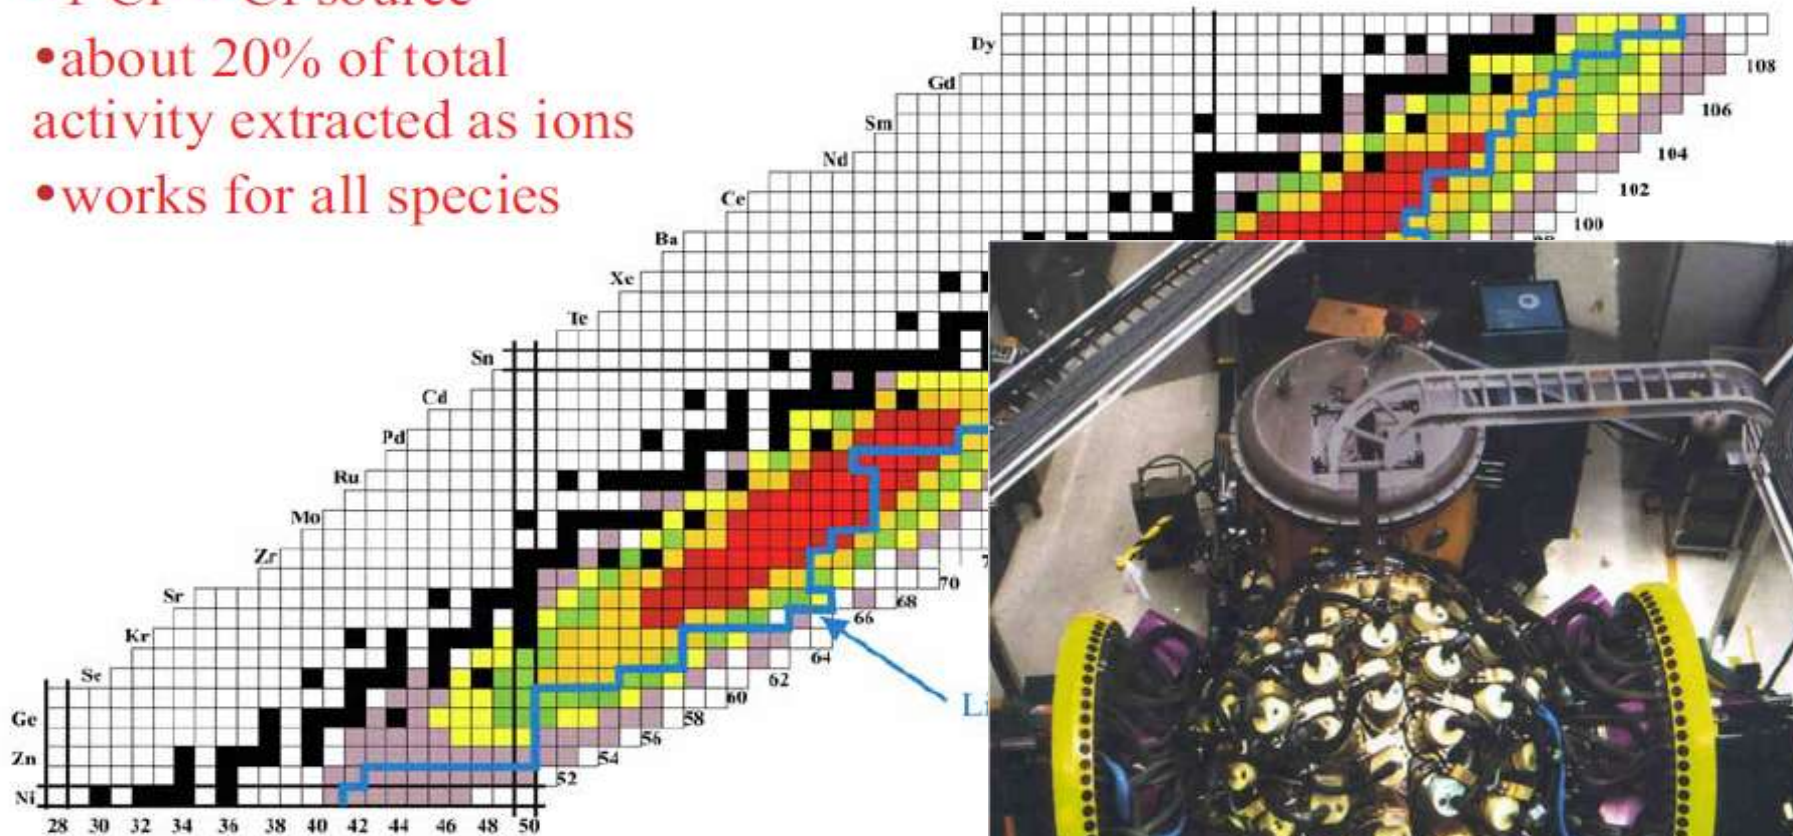 •about 20% of total
activity extracted as ions
•works for all species
Dy
108
Gd
106
Sm
104
Nd
102
Ce
100
Ba
Xe
Te
Sn
Cd
Pd
Ru
Mo
Zr
70
Sr
68
66
Kr
64
Se
62
60
Ge
58
56
Zn
54
52
Ni
28 30 32 34 36 38 40 42 44 46 48 50